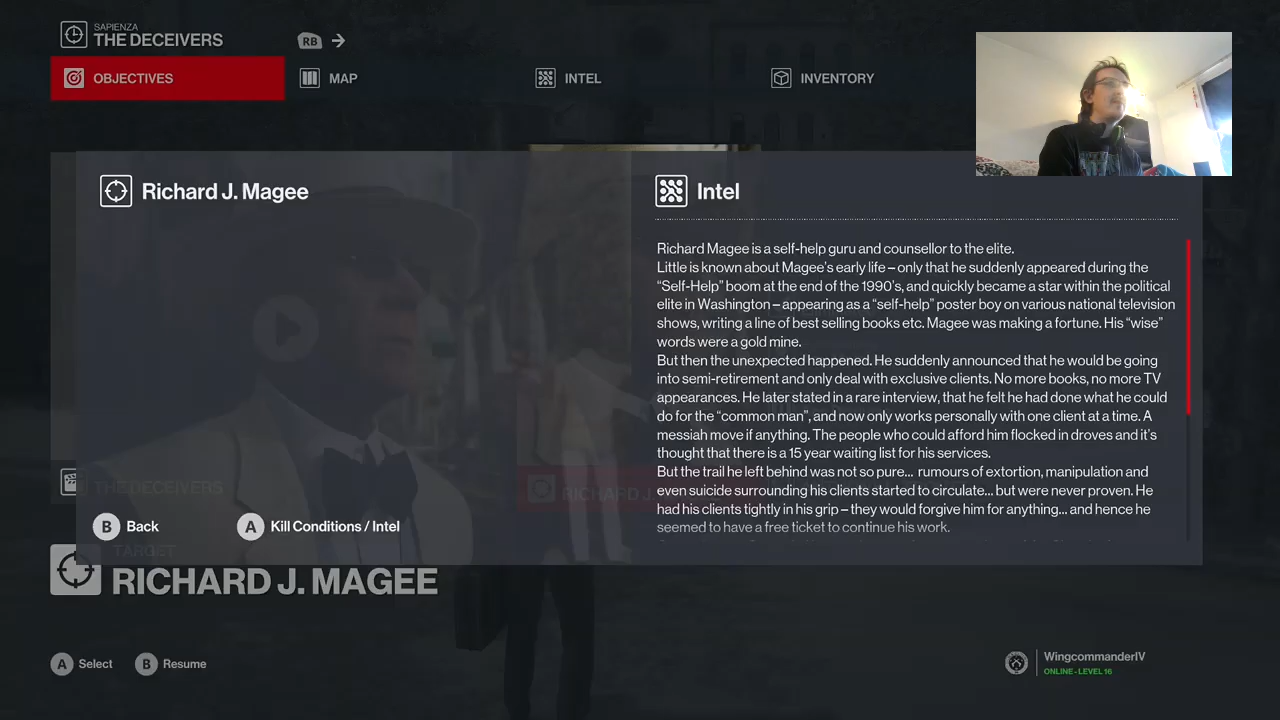 SAPIENZA
THE DECEIVERS
RB
OBJECTIVES
MAP
INTEL
INVENTORY
Richard J. Magee
Intel
Richard Magee is a self-help guru and counsellor to the elite.
Little is known about Magee's early life – only that he suddenly appeared during the
“Self-Help” boom at the end of the 1990's, and quickly became a star within the political
elite in Washington – appearing as a “self-help” poster boy on various national television
shows, writing a line of best selling books etc. Magee was making a fortune. His “wise”
words were a gold mine.
But then the unexpected happened. He suddenly announced that he would be going
into semi-retirement and only deal with exclusive clients. No more books, no more TV
appearances. He later stated in a rare interview, that he felt he had done what he could
do for the “common man”, and now only works personally with one client at a time. A
messiah move if anything. The people who could afford him flocked in droves and it's
thought that there is a 15 year waiting list for his services.
But the trail he left behind was not so pure... rumours of extortion, manipulation and
even suicide surrounding his clients started to circulate... but were never proven. He
had his clients tightly in his grip – they would forgive him for anything... and hence he
seemed to have a free ticket to continue his work.
THE DECEIVERS
RICHARD J.
B Back
A Kill Conditions / Intel
TARGET
RICHARD J. MAGEE
A Select
B Resume
WingcommanderIV
ONLINE - LEVEL 16